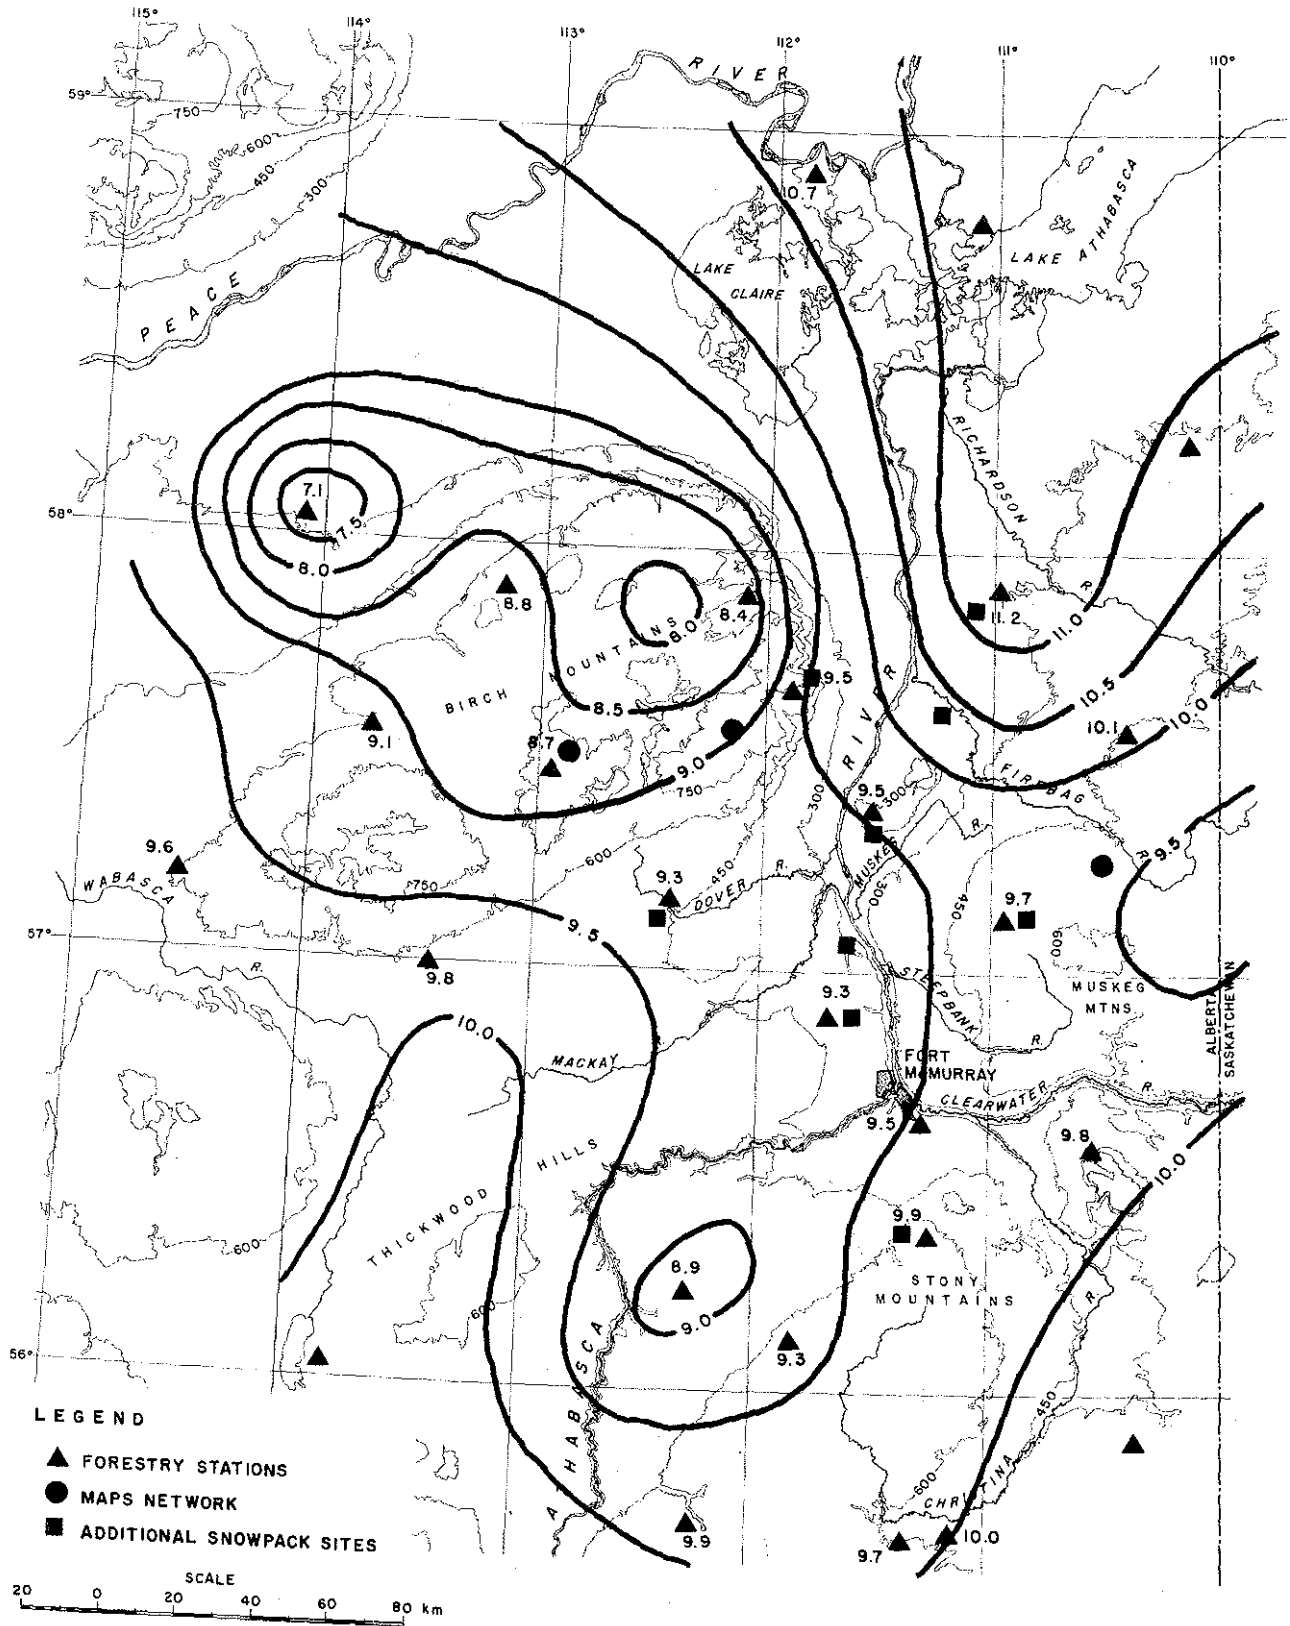 115°
114°
113°
112°
111°
110°
59°
RIVER
750
600
450
300
10.7
LAKE ATHABASCA
LAKE
CLAIRE
PEACE
RICHARDSON
R.
7.1
7.5
58°
8.0
8.8
8.4
8.0
11.2
11.0
BIRCH MOUNTAINS
9.5
RIVER
8.5
10.5
10.0
9.1
8.7
10.1
9.0
750
FIREBAG
R.
300
9.5
300
R.
9.5
9.6
600
MUSKEG
WABASCA
R.
750
9.3
450
DOVER R.
300
450
9.7
600
9.5
57°
9.8
STEEPBANK
R.
MUSKEG
MTNS
ALBERTA
SASKATCHEWAN
9.3
10.0
MACKAY
FORT
McMURRAY
CLEARWATER R.
9.5
9.8
10.0
THICKWOOD HILLS
600
9.9
8.9
STONY
MOUNTAINS
R.
600
9.0
9.3
56°
ATHABASCA
450
CHRISTINA
600
9.9
9.7
10.0
LEGEND
FORESTRY STATIONS
MAPS NETWORK
ADDITIONAL SNOWPACK SITES
SCALE
20 0 20 40 60 80 km